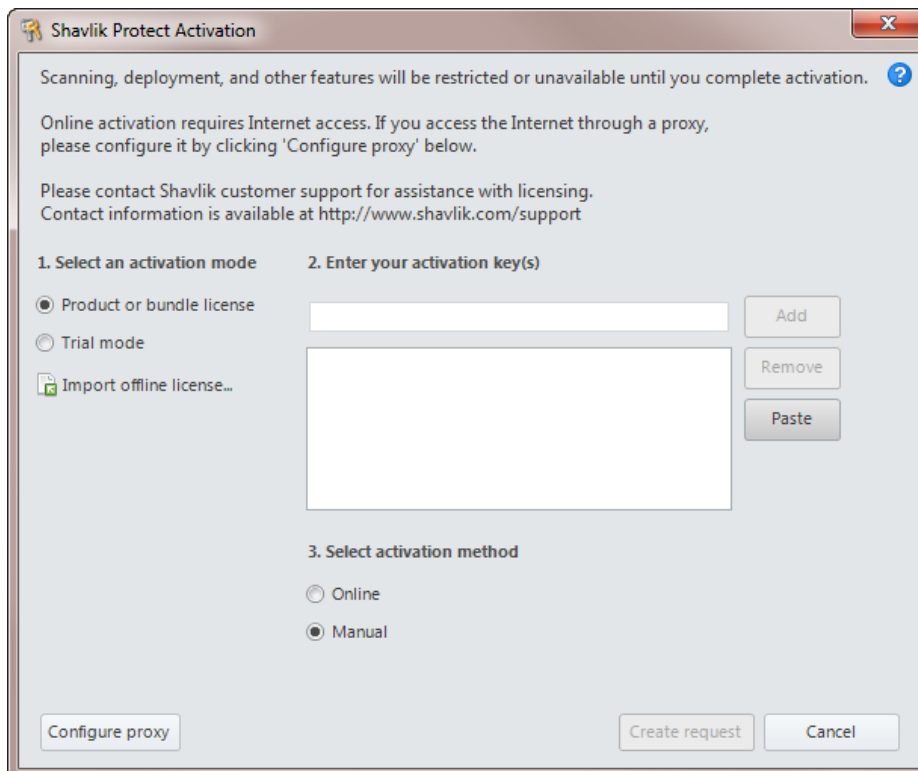 Shavlik Protect Activation
Scanning, deployment, and other features will be restricted or unavailable until you complete activation.
Online activation requires Internet access. If you access the Internet through a proxy,
please configure it by clicking 'Configure proxy' below.
Please contact Shavlik customer support for assistance with licensing.
Contact information is available at http://www.shavlik.com/support
1. Select an activation mode
Product or bundle license
Trial mode
Import offline license...
2. Enter your activation key(s)
Add
Remove
Paste
3. Select activation method
Online
Manual
Configure proxy
Create request
Cancel